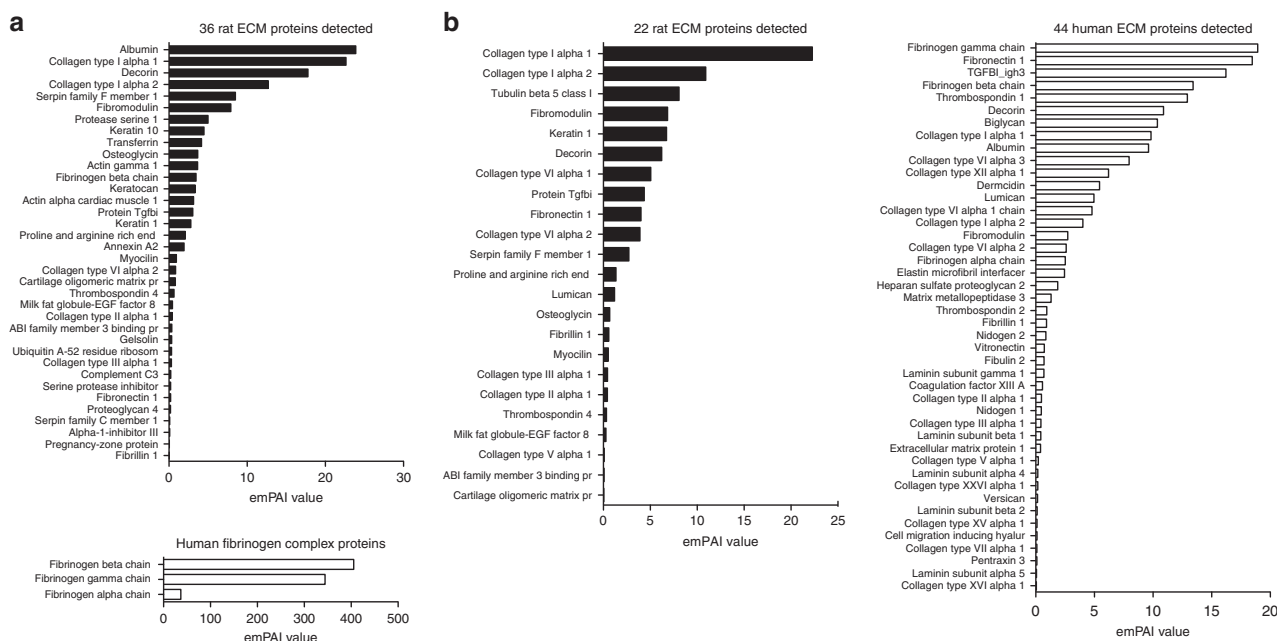 a
36 rat ECM proteins detected
Albumin
Collagen type I alpha 1
Decorin
Collagen type I alpha 2
Serpin family F member 1
Fibromodulin
Protease serine 1
Keratin 10
Transferrin
Osteoglycin
Actin gamma 1
Fibrinogen beta chain
Keratocan
Actin alpha cardiac muscle 1
Protein Tgfbi
Keratin 1
Proline and arginine rich end
Annexin A2
Myocilin
Collagen type VI alpha 2
Cartilage oligomeric matrix pr
Thrombospondin 4
Milk fat globule-EGF factor 8
Collagen type II alpha 1
ABI family member 3 binding pr
Gelsolin
Ubiquitin A-52 residue ribosom
Collagen type III alpha 1
Complement C3
Serine protease inhibitor
Fibronectin 1
Proteoglycan 4
Serpin family C member 1
Alpha-1-inhibitor III
Pregnancy-zone protein
Fibrillin 1
0 10 20 30
emPAI value
Human fibrinogen complex proteins
Fibrinogen beta chain
Fibrinogen gamma chain
Fibrinogen alpha chain
0 100 200 300 400 500
emPAI value
b
22 rat ECM proteins detected
Collagen type I alpha 1
Collagen type I alpha 2
Tubulin beta 5 class I
Fibromodulin
Keratin 1
Decorin
Collagen type VI alpha 1
Protein Tgfbi
Fibronectin 1
Collagen type VI alpha 2
Serpin family F member 1
Proline and arginine rich end
Lumican
Osteoglycin
Fibrillin 1
Myocilin
Collagen type III alpha 1
Collagen type II alpha 1
Thrombospondin 4
Milk fat globule-EGF factor 8
Collagen type V alpha 1
ABI family member 3 binding pr
Cartilage oligomeric matrix pr
0 5 10 15 20 25
emPAI value
44 human ECM proteins detected
Fibrinogen gamma chain
Fibronectin 1
TGFBI_igh3
Fibrinogen beta chain
Thrombospondin 1
Decorin
Biglycan
Collagen type I alpha 1
Albumin
Collagen type VI alpha 3
Collagen type XII alpha 1
Dermcidin
Lumican
Collagen type VI alpha 1 chain
Collagen type I alpha 2
Fibromodulin
Collagen type VI alpha 2
Fibrinogen alpha chain
Elastin microfibril interfacer
Heparan sulfate proteoglycan 2
Matrix metallopeptidase 3
Thrombospondin 2
Fibrillin 1
Nidogen 2
Vitronectin
Fibulin 2
Laminin subunit gamma 1
Coagulation factor XIII A
Collagen type II alpha 1
Nidogen 1
Collagen type III alpha 1
Laminin subunit beta 1
Extracellular matrix protein 1
Collagen type V alpha 1
Laminin subunit alpha 4
Collagen type XXVI alpha 1
Versican
Laminin subunit beta 2
Collagen type XV alpha 1
Cell migration inducing hyalur
Collagen type VII alpha 1
Pentraxin 3
Laminin subunit alpha 5
Collagen type XVI alpha 1
0 5 10 15 20
emPAI value